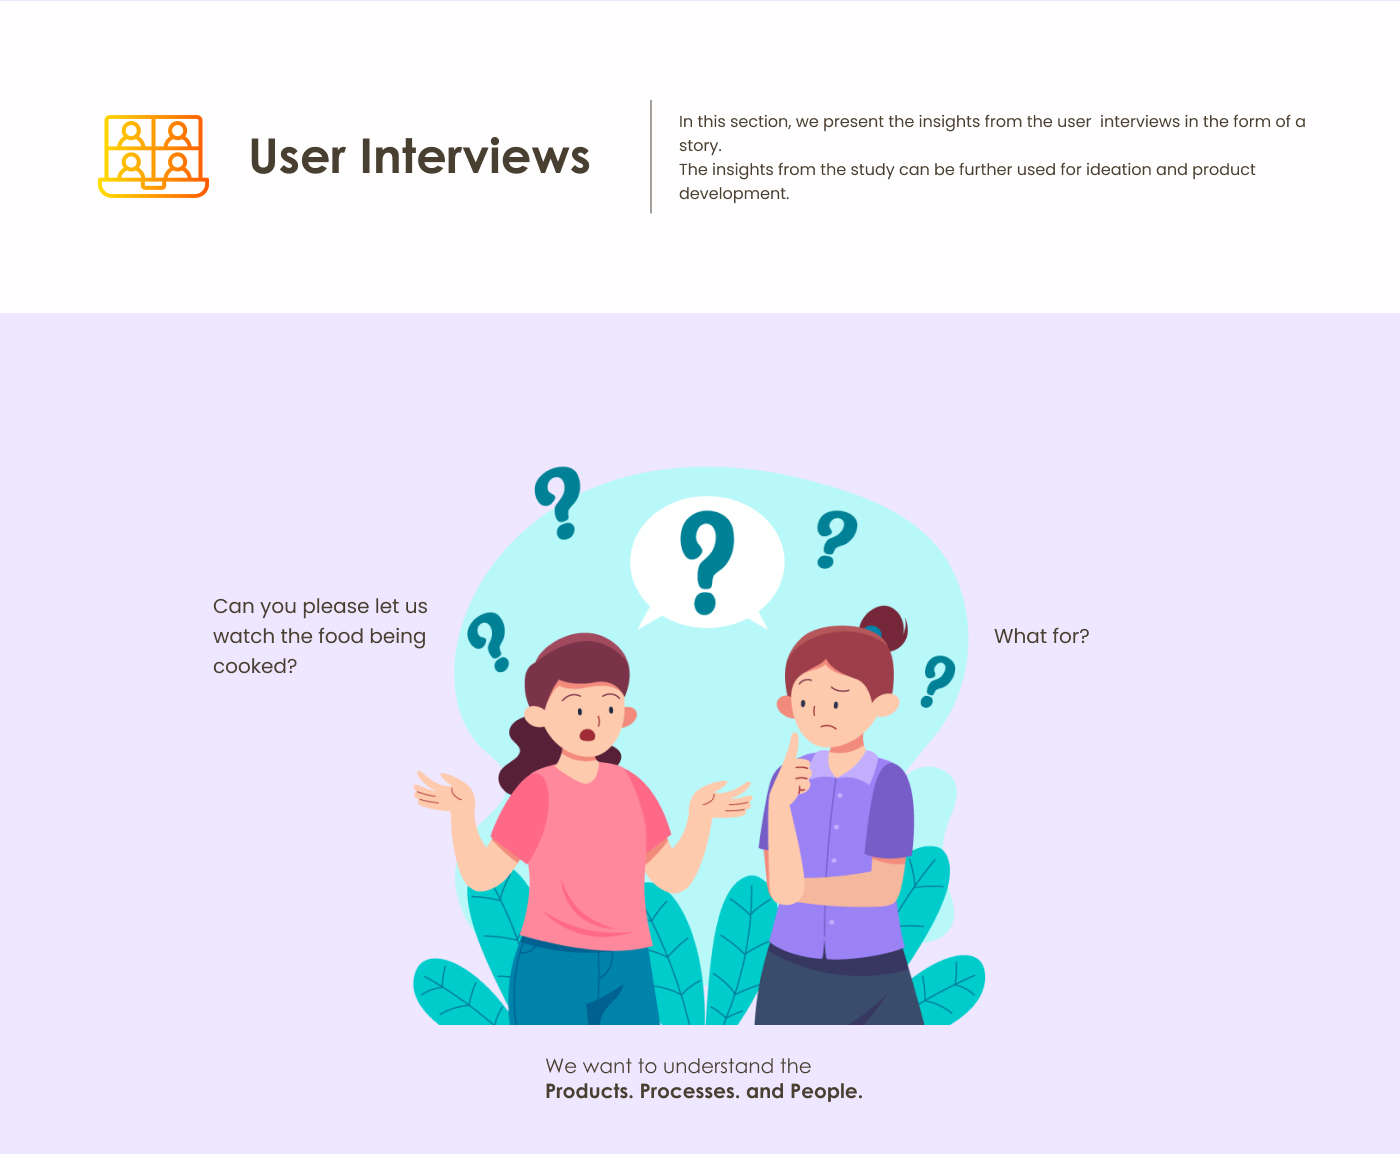 User Interviews
In this section, we present the insights from the user  interviews in the form of a
story.
The insights from the study can be further used for ideation and product
development.
?
?
?
?
?
Can you please let us
watch the food being
cooked?
What for?
We want to understand the
Products. Processes. and People.